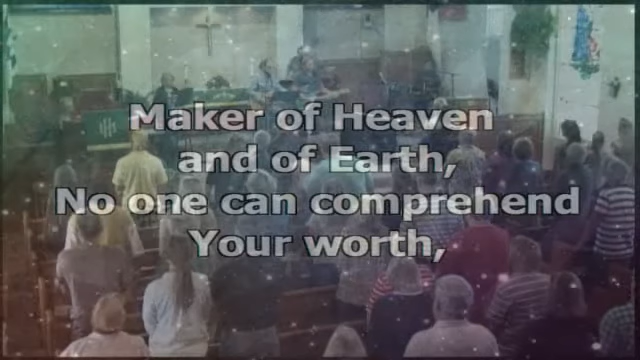 Maker of Heaven
and of Earth,
No one can comprehend
Your worth,